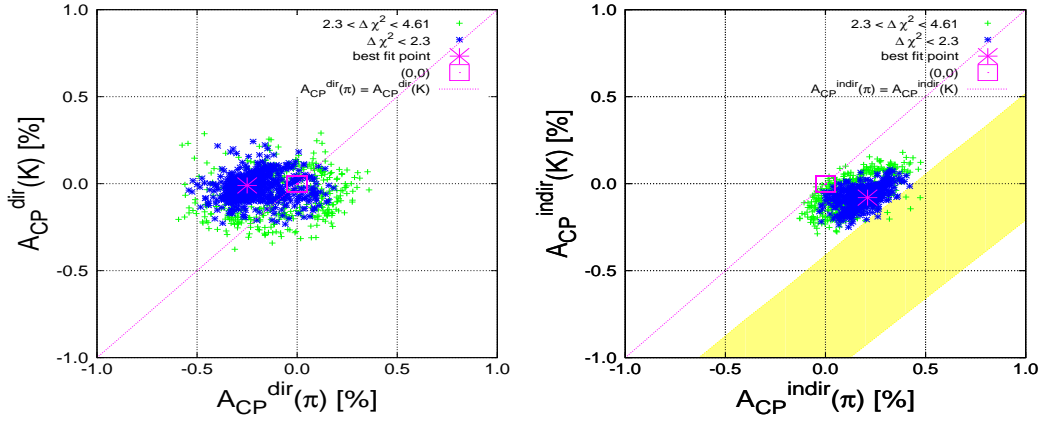 1.0
0.5
0.0
-0.5
-1.0
-1.0 -0.5 0.0 0.5 1.0
A_CP^dir(K) [%]
A_CP^dir(π) [%]
2.3 < Δ χ² < 4.61
Δ χ² < 2.3
best fit point
(0,0)
A_CP^dir(π) = A_CP^dir(K)
1.0
0.5
0.0
-0.5
-1.0
-1.0 -0.5 0.0 0.5 1.0
A_CP^indir(K) [%]
A_CP^indir(π) [%]
2.3 < Δ χ² < 4.61
Δ χ² < 2.3
best fit point
(0,0)
A_CP^indir(π) = A_CP^indir(K)